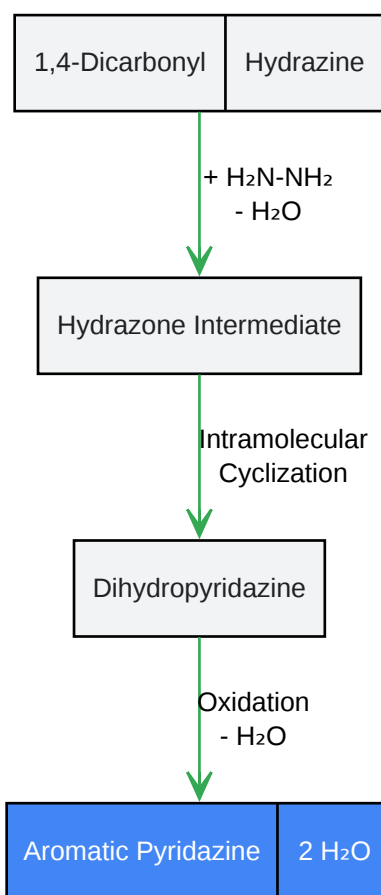 1,4-Dicarbonyl Hydrazine
+ H₂N-NH₂
- H₂O
Hydrazone Intermediate
Intramolecular
Cyclization
Dihydropyridazine
Oxidation
- H₂O
Aromatic Pyridazine 2 H₂O